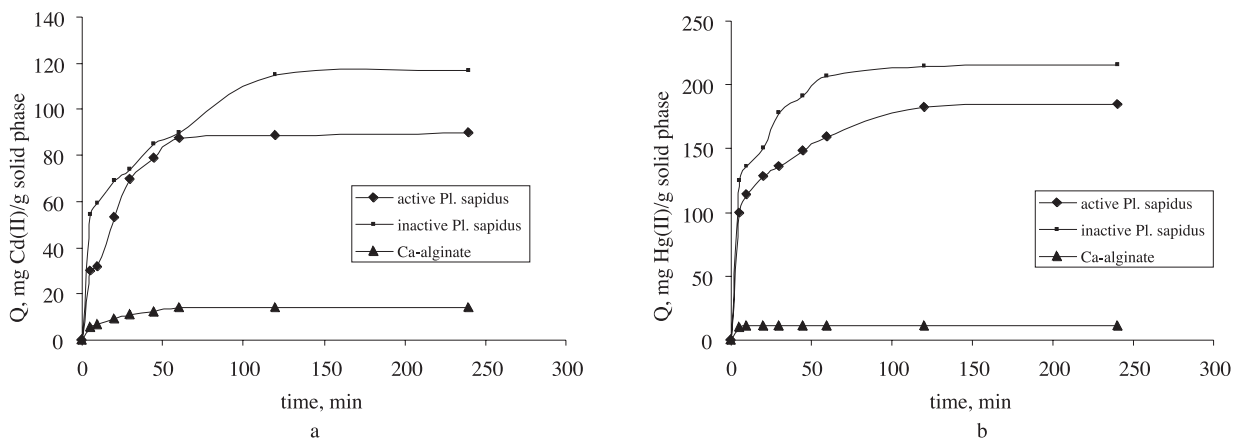 Q, mg Cd(II)/g solid phase
140
120
100
80
60
40
20
0
active Pl. sapidus
inactive Pl. sapidus
Ca-alginate
0 50 100 150 200 250 300
time, min
a
Q, mg Hg(II)/g solid phase
250
200
150
100
50
0
active Pl. sapidus
inactive Pl. sapidus
Ca-alginate
0 50 100 150 200 250 300
time, min
b